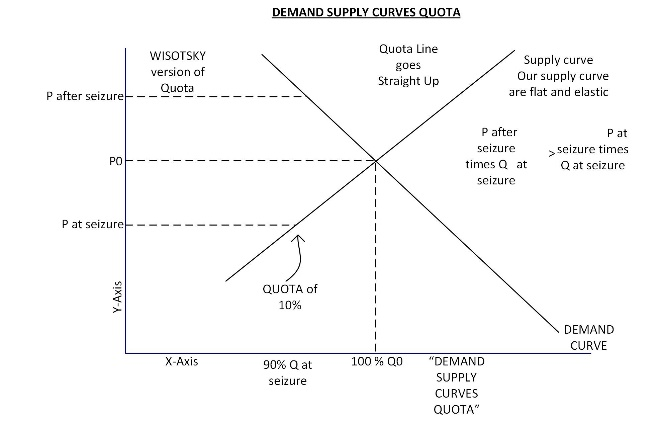 DEMAND SUPPLY CURVES QUOTA
WISOTSKY
version of
Quota
Quota Line
goes
Straight Up
Supply curve
Our supply curve
are flat and elastic
P after seizure
P after
seizure
times Q at
seizure
>
P at
seizure times
Q at seizure
P0
P at seizure
QUOTA of
10%
Y-Axis
DEMAND
CURVE
X-Axis
90% Q at
seizure
100 % Q0
“DEMAND
SUPPLY
CURVES
QUOTA”